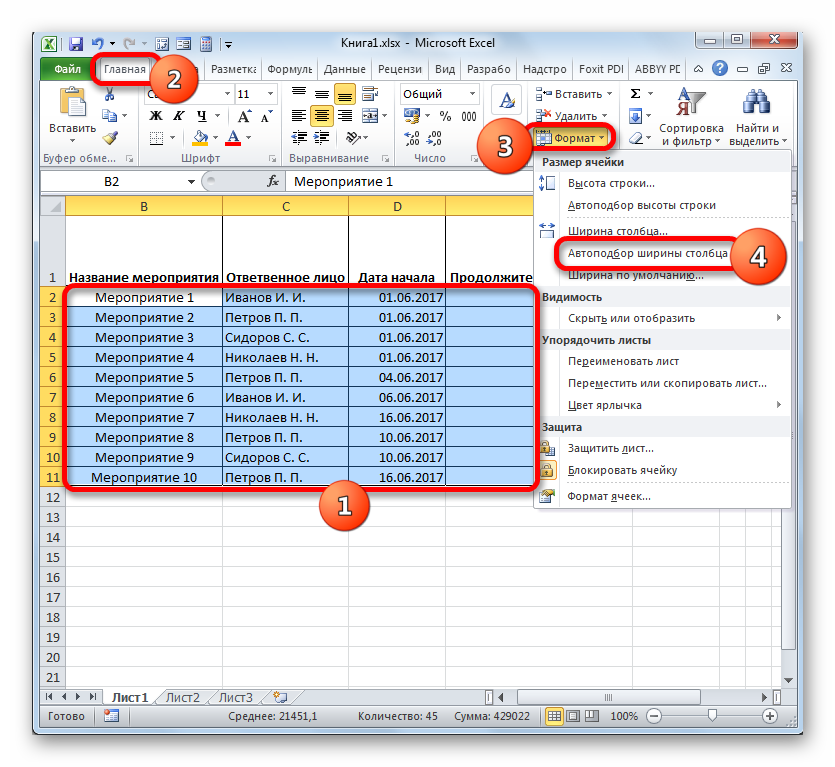 Книга1.xlsx - Microsoft Excel
Файл Главная Разметка Формулы Данные Рецензи Вид Разрабо Надстро Foxit PDI ABBYY PC
2
11 Общий Вставить Σ
Ж К Ч % 000 Удалить
Вставить 3 Формат Сортировка и фильтр Найти и выделить
Буфер обме... Шрифт Выравнивание Число
B2 fx Мероприятие 1
Размер ячейки
Высота строки...
Автоподбор высоты строки
Ширина столбца...
Автоподбор ширины столбца 4
Ширина по умолчанию...
Видимость
Скрыть или отобразить
Упорядочить листы
Переименовать лист
Переместить или скопировать лист...
Цвет ярлычка
Защита
Защитить лист...
Блокировать ячейку
Формат ячеек...
B C D
1 Название мероприятия Ответвенное лицо Дата начала Продолжите
2 Мероприятие 1 Иванов И. И. 01.06.2017
3 Мероприятие 2 Петров П. П. 01.06.2017
4 Мероприятие 3 Сидоров С. С. 01.06.2017
5 Мероприятие 4 Николаев Н. Н. 01.06.2017
6 Мероприятие 5 Петров П. П. 04.06.2017
7 Мероприятие 6 Иванов И. И. 06.06.2017
8 Мероприятие 7 Николаев Н. Н. 16.06.2017
9 Мероприятие 8 Петров П. П. 10.06.2017
10 Мероприятие 9 Сидоров С. С. 10.06.2017
11 Мероприятие 10 Петров П. П. 16.06.2017
1
12
13
14
15
16
17
18
19
20
21
Лист1 Лист2 Лист3
Готово Среднее: 21451,1 Количество: 45 Сумма: 429022 100%